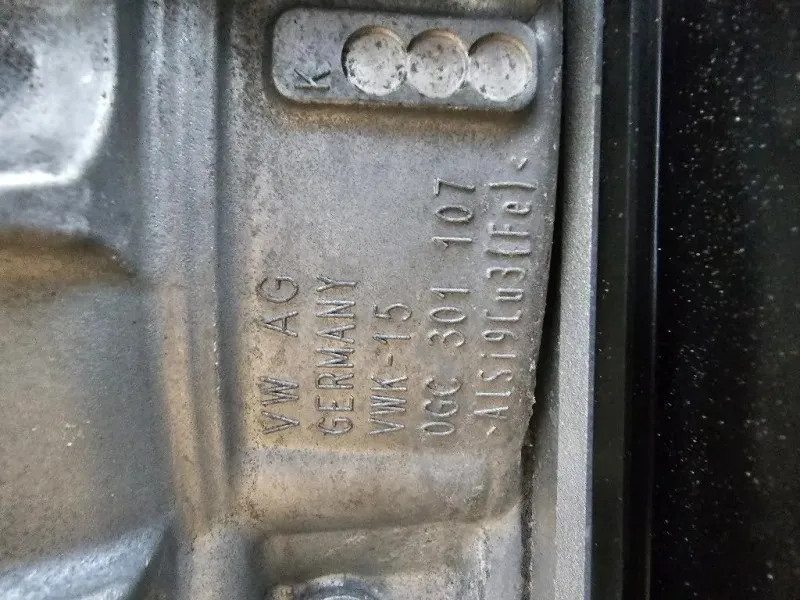 K
VW AG
GERMANY
VWK-15
0GC 301 107
>AlSi9Cu3(Fe)<